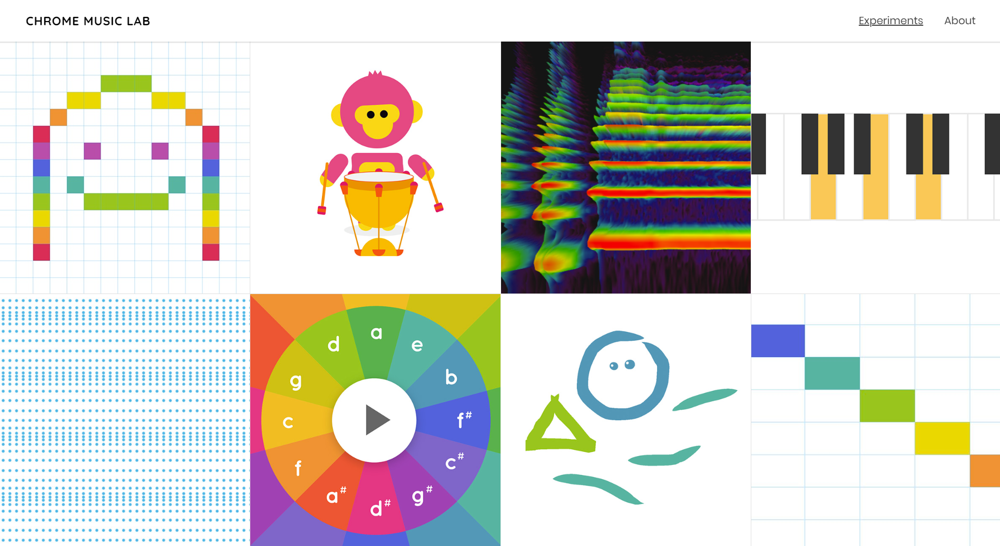 CHROME MUSIC LAB
Experiments
About
a
e
b
f#
c#
g#
d#
a#
f
c
g
d